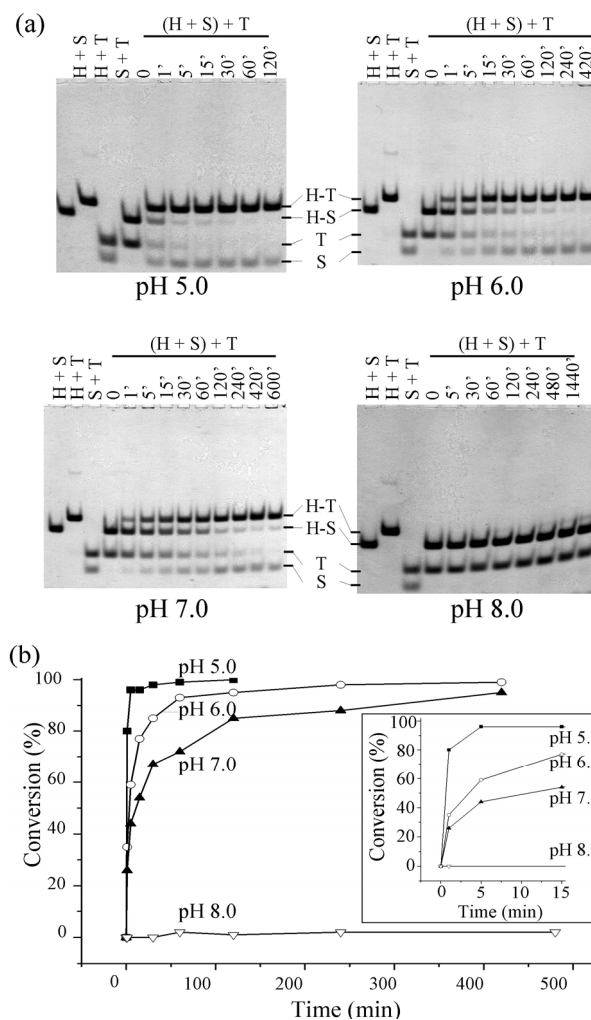 (a)
(H + S) + T
H + S
H + T
S + T
0
1'
5'
15'
30'
60'
120'
(H + S) + T
H + S
H + T
S + T
0
1'
5'
15'
30'
60'
120'
240'
420'
H-T
H-S
T
S
pH 5.0
pH 6.0
(H + S) + T
H + S
H + T
S + T
0
1'
5'
15'
30'
60'
120'
240'
420'
600'
(H + S) + T
H + S
H + T
S + T
0
5'
30'
60'
120'
240'
480'
1440'
H-T
H-S
T
S
pH 7.0
pH 8.0
(b)
Conversion (%)
100
80
60
40
20
0
pH 5.0
pH 6.0
pH 7.0
pH 8.0
0
100
200
300
400
500
Time (min)
Conversion (%)
100
80
60
40
20
0
pH 5.
pH 6.
pH 7.
pH 8.
0
5
10
15
Time (min)